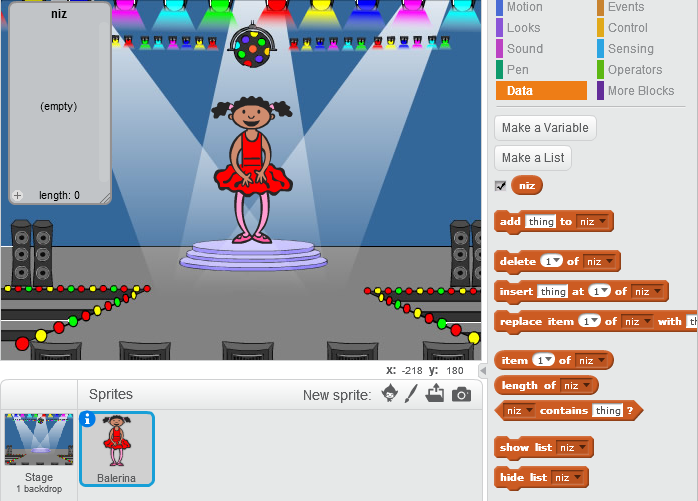 niz
(empty)
+ length: 0
x: -218 y: 180
Sprites New sprite:
Stage
1 backdrop
i
Balerina
Motion Events
Looks Control
Sound Sensing
Pen Operators
Data More Blocks
Make a Variable
Make a List
niz
add thing to niz
delete 1 of niz
insert thing at 1 of niz
replace item 1 of niz with th
item 1 of niz
length of niz
niz contains thing ?
show list niz
hide list niz